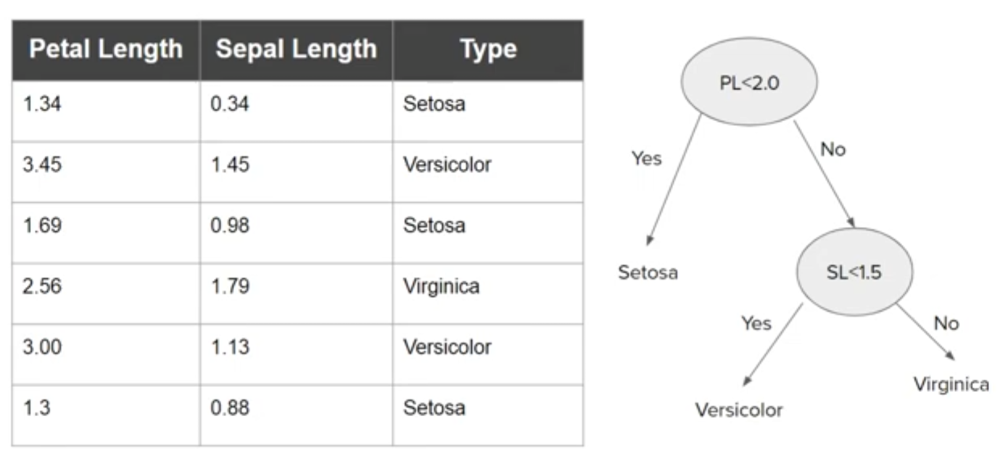 Petal Length Sepal Length Type
1.34 0.34 Setosa
3.45 1.45 Versicolor
1.69 0.98 Setosa
2.56 1.79 Virginica
3.00 1.13 Versicolor
1.3 0.88 Setosa
PL<2.0
Yes
No
Setosa
SL<1.5
Yes
No
Versicolor
Virginica